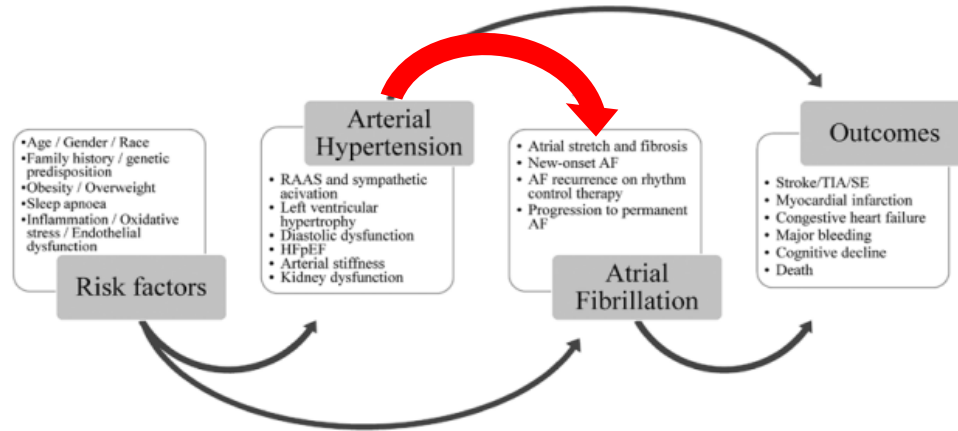 •Age / Gender / Race
•Family history / genetic
predisposition
•Obesity / Overweight
•Sleep apnoea
•Inflammation / Oxidative
stress / Endothelial
dysfunction
Risk factors
Arterial
Hypertension
• RAAS and sympathetic
acivation
• Left ventricular
hypertrophy
• Diastolic dysfunction
• HFpEF
• Arterial stiffness
• Kidney dysfunction
• Atrial stretch and fibrosis
• New-onset AF
• AF recurrence on rhythm
control therapy
• Progression to permanent
AF
Atrial
Fibrillation
Outcomes
• Stroke/TIA/SE
• Myocardial infarction
• Congestive heart failure
• Major bleeding
• Cognitive decline
• Death